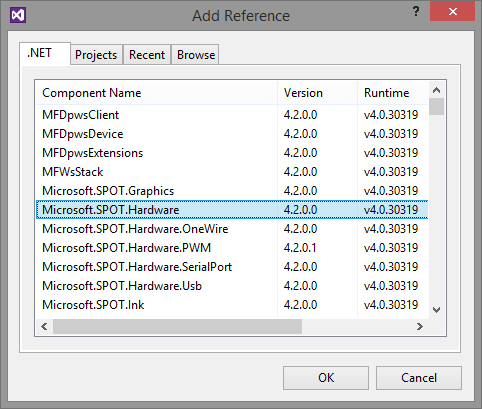 Add Reference
.NET Projects Recent Browse
Component Name Version Runtime
MFDpwsClient 4.2.0.0 v4.0.30319
MFDpwsDevice 4.2.0.0 v4.0.30319
MFDpwsExtensions 4.2.0.0 v4.0.30319
MFWsStack 4.2.0.0 v4.0.30319
Microsoft.SPOT.Graphics 4.2.0.0 v4.0.30319
Microsoft.SPOT.Hardware 4.2.0.0 v4.0.30319
Microsoft.SPOT.Hardware.OneWire 4.2.0.0 v4.0.30319
Microsoft.SPOT.Hardware.PWM 4.2.0.1 v4.0.30319
Microsoft.SPOT.Hardware.SerialPort 4.2.0.0 v4.0.30319
Microsoft.SPOT.Hardware.Usb 4.2.0.0 v4.0.30319
Microsoft.SPOT.Ink 4.2.0.0 v4.0.30319
OK Cancel